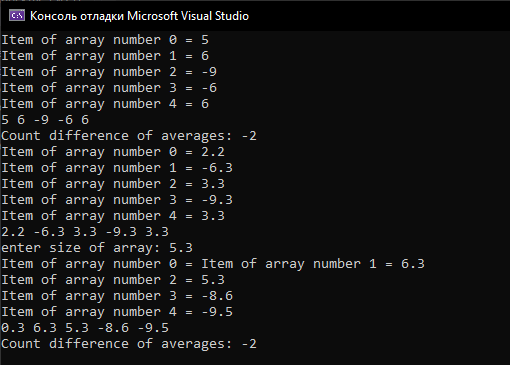 Консоль отладки Microsoft Visual Studio
Item of array number 0 = 5
Item of array number 1 = 6
Item of array number 2 = -9
Item of array number 3 = -6
Item of array number 4 = 6
5 6 -9 -6 6
Count difference of averages: -2
Item of array number 0 = 2.2
Item of array number 1 = -6.3
Item of array number 2 = 3.3
Item of array number 3 = -9.3
Item of array number 4 = 3.3
2.2 -6.3 3.3 -9.3 3.3
enter size of array: 5.3
Item of array number 0 = Item of array number 1 = 6.3
Item of array number 2 = 5.3
Item of array number 3 = -8.6
Item of array number 4 = -9.5
0.3 6.3 5.3 -8.6 -9.5
Count difference of averages: -2